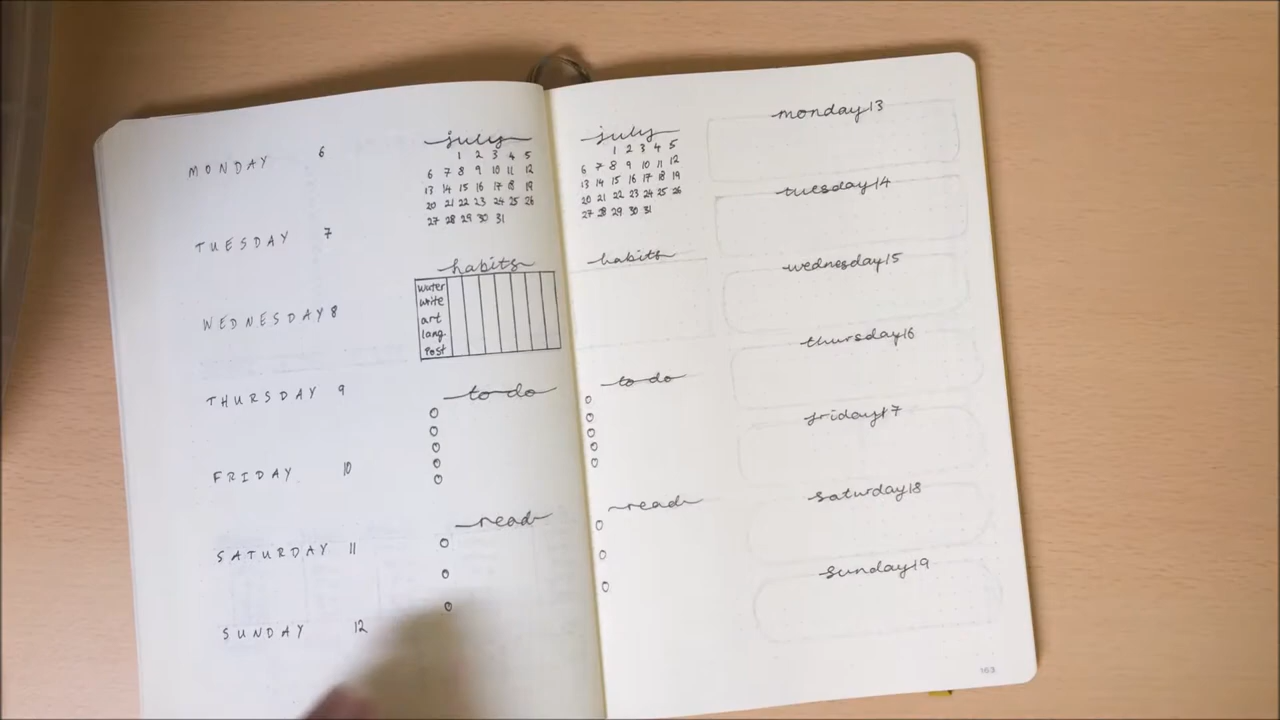 MONDAY 6
TUESDAY 7
WEDNESDAY 8
THURSDAY 9
FRIDAY 10
SATURDAY 11
SUNDAY 12
july
1 2 3 4 5
6 7 8 9 10 11 12
13 14 15 16 17 18 19
20 21 22 23 24 25 26
27 28 29 30 31
habits
water
write
art
lang.
Post
to do
read
july
1 2 3 4 5
6 7 8 9 10 11 12
13 14 15 16 17 18 19
20 21 22 23 24 25 26
27 28 29 30 31
habits
to do
read
monday 13
tuesday 14
wednesday 15
thursday 16
friday 17
saturday 18
sunday 19
163